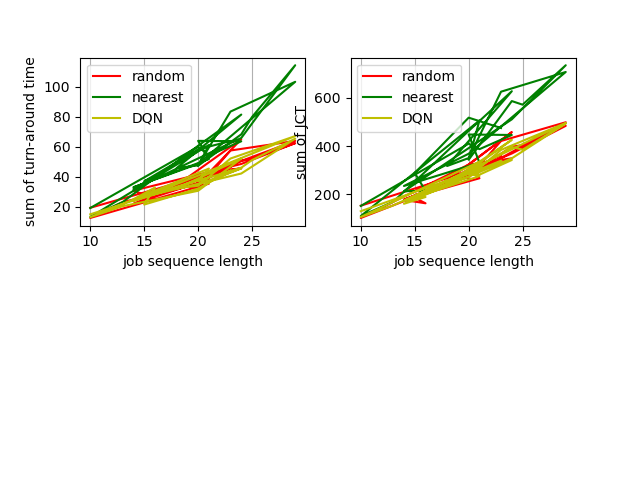 sum of turn-around time
100
80
60
40
20
random
nearest
DQN
10
15
20
25
job sequence length
sum of JCT
600
400
200
random
nearest
DQN
10
15
20
25
job sequence length